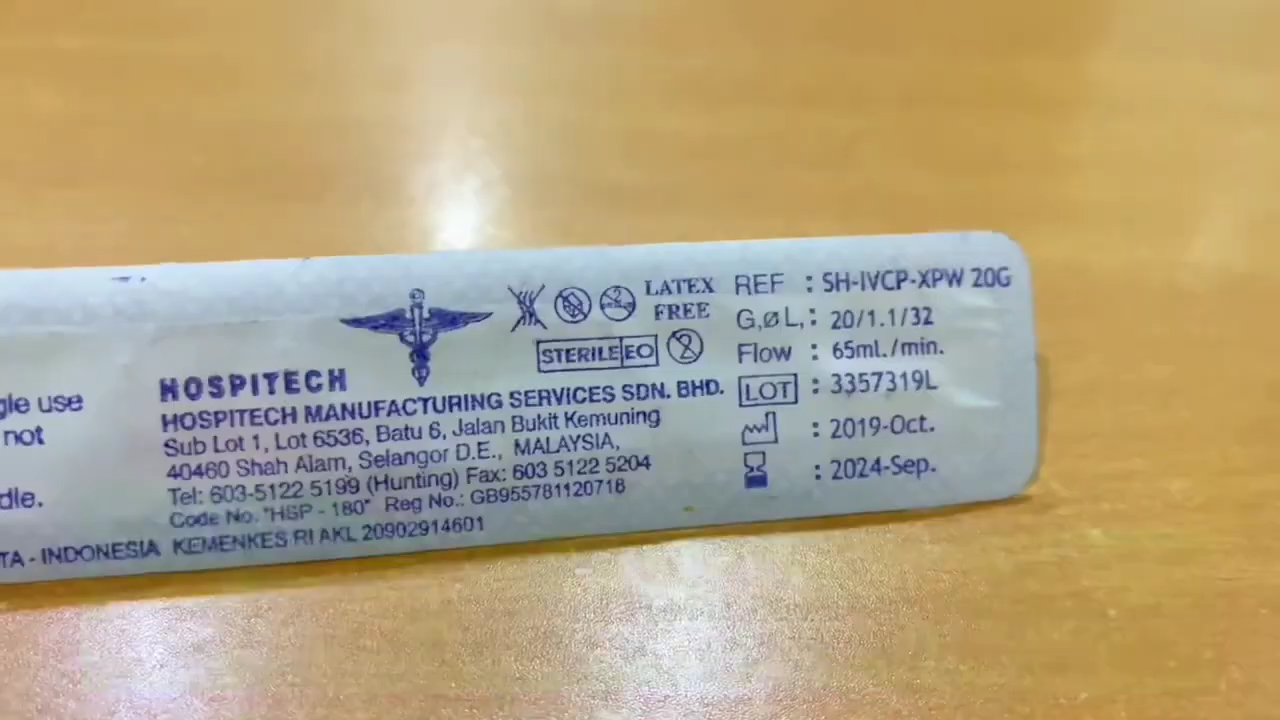 gle use
not
dle.
TA - INDONESIA KEMENKES RI AKL 20902914601
HOSPITECH
HOSPITECH MANUFACTURING SERVICES SDN. BHD.
Sub Lot 1, Lot 6536, Batu 6, Jalan Bukit Kemuning
40460 Shah Alam, Selangor D.E., MALAYSIA,
Tel: 603-5122 5199 (Hunting) Fax: 603 5122 5204
Code No. "HSP - 180" Reg No.: GB955781120718
LATEX
FREE
STERILE EO
2
REF : SH-IVCP-XPW 20G
G,ø L, : 20/1.1/32
Flow : 65ml./min.
LOT : 3357319L
: 2019-Oct.
: 2024-Sep.